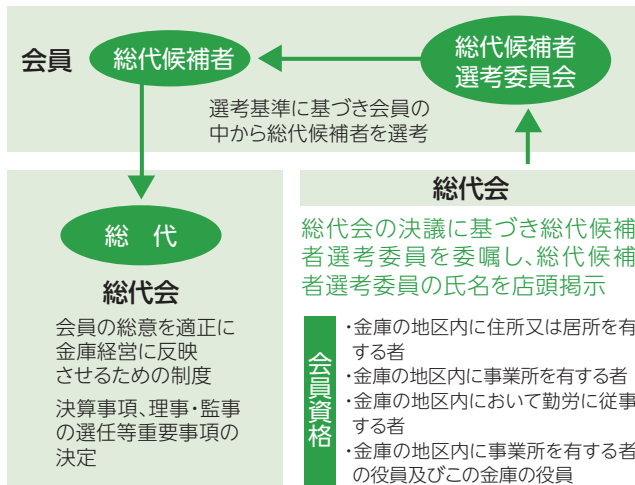 会員
総代候補者
総代候補者
選考委員会
選考基準に基づき会員の
中から総代候補者を選考
総 代
総代会
会員の総意を適正に
金庫経営に反映
させるための制度
決算事項、理事・監事
の選任等重要事項の
決定
総代会
総代会の決議に基づき総代候補
者選考委員を委嘱し、総代候補
者選考委員の氏名を店頭掲示
会員資格
・金庫の地区内に住所又は居所を有
する者
・金庫の地区内に事業所を有する者
・金庫の地区内において勤労に従事
する者
・金庫の地区内に事業所を有する者
の役員及びこの金庫の役員